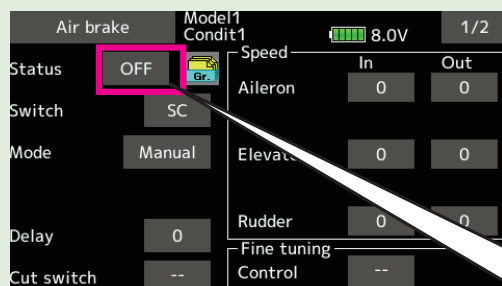 Air brake
Model1
Condit1
8.0V
1/2
Status
OFF
Gr.
Switch
SC
Mode
Manual
Delay
0
Cut switch
--
Speed
In
Out
Aileron
0
0
0
0
Rudder
0
0
Fine tuning
Control
--